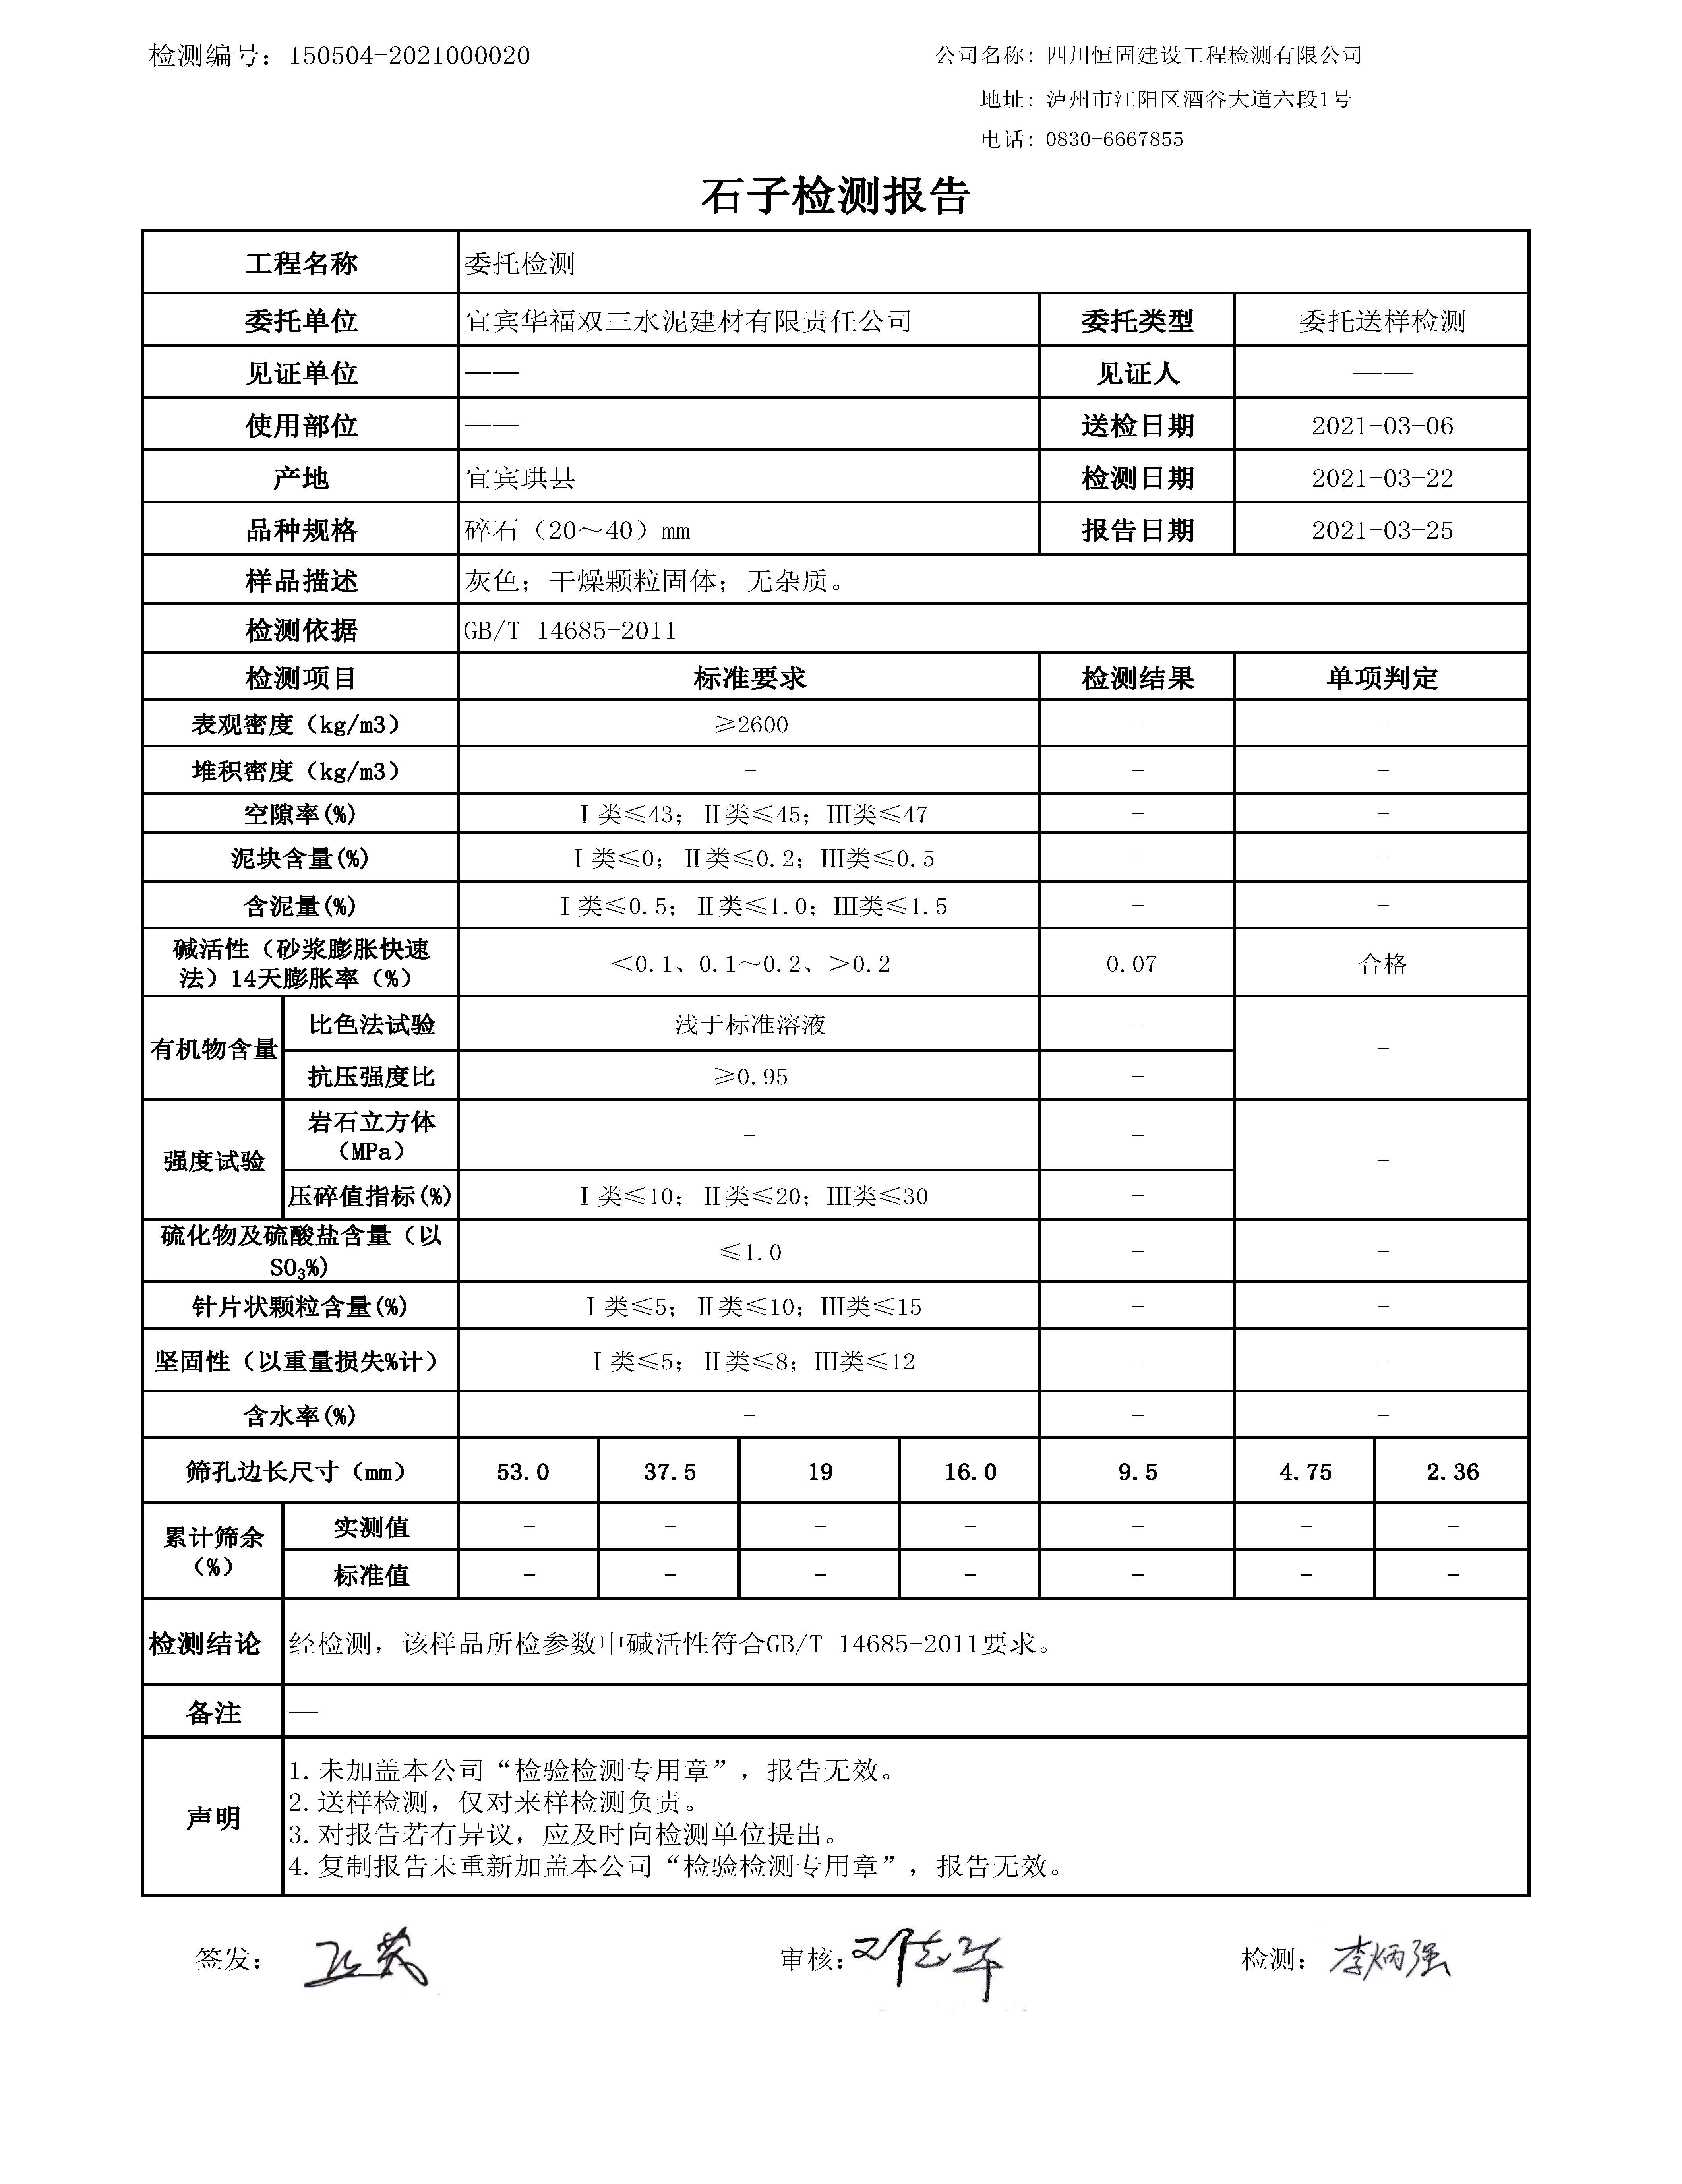 检测编号：150504-2021000020
公司名称：四川恒固建设工程检测有限公司
地址：泸州市江阳区酒谷大道六段1号
电话：0830-6667855
石子检测报告
工程名称 委托检测
委托单位 宜宾华福双三水泥建材有限责任公司 委托类型 委托送样检测
见证单位 —— 见证人 ——
使用部位 —— 送检日期 2021-03-06
产地 宜宾珙县 检测日期 2021-03-22
品种规格 碎石（20～40）mm 报告日期 2021-03-25
样品描述 灰色；干燥颗粒固体；无杂质。
检测依据 GB/T 14685-2011
检测项目 标准要求 检测结果 单项判定
表观密度（kg/m3） ≥2600 - -
堆积密度（kg/m3） - - -
空隙率(%) Ⅰ类≤43；Ⅱ类≤45；Ⅲ类≤47 - -
泥块含量(%) Ⅰ类≤0；Ⅱ类≤0.2；Ⅲ类≤0.5 - -
含泥量(%) Ⅰ类≤0.5；Ⅱ类≤1.0；Ⅲ类≤1.5 - -
碱活性（砂浆膨胀快速
法）14天膨胀率（%） <0.1、0.1～0.2、>0.2 0.07 合格
有机物含量 比色法试验 浅于标准溶液 - -
抗压强度比 ≥0.95 -
强度试验 岩石立方体
（MPa） - - -
压碎值指标(%) Ⅰ类≤10；Ⅱ类≤20；Ⅲ类≤30 -
硫化物及硫酸盐含量（以
SO₃%) ≤1.0 - -
针片状颗粒含量(%) Ⅰ类≤5；Ⅱ类≤10；Ⅲ类≤15 - -
坚固性（以重量损失%计） Ⅰ类≤5；Ⅱ类≤8；Ⅲ类≤12 - -
含水率(%) - - -
筛孔边长尺寸（mm） 53.0 37.5 19 16.0 9.5 4.75 2.36
累计筛余
（%） 实测值 - - - - - - -
标准值 - - - - - - -
检测结论 经检测，该样品所检参数中碱活性符合GB/T 14685-2011要求。
备注 —
声明 1.未加盖本公司“检验检测专用章”，报告无效。
2.送样检测，仅对来样检测负责。
3.对报告若有异议，应及时向检测单位提出。
4.复制报告未重新加盖本公司“检验检测专用章”，报告无效。
签发： 审核： 检测：李炳强